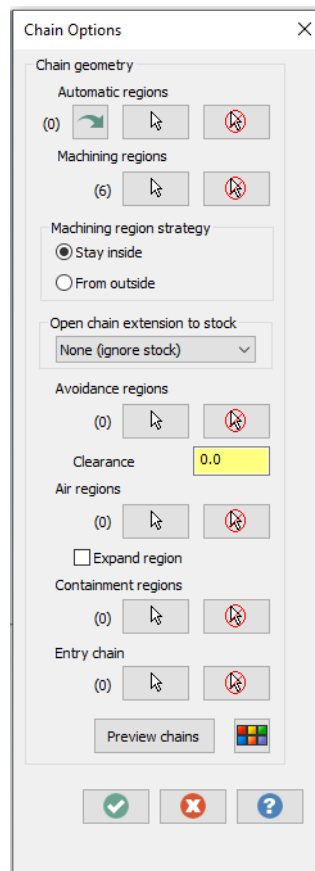 Chain Options
Chain geometry
Automatic regions
(0)
Machining regions
(6)
Machining region strategy
Stay inside
From outside
Open chain extension to stock
None (ignore stock)
Avoidance regions
(0)
Clearance 0.0
Air regions
(0)
Expand region
Containment regions
(0)
Entry chain
(0)
Preview chains
?